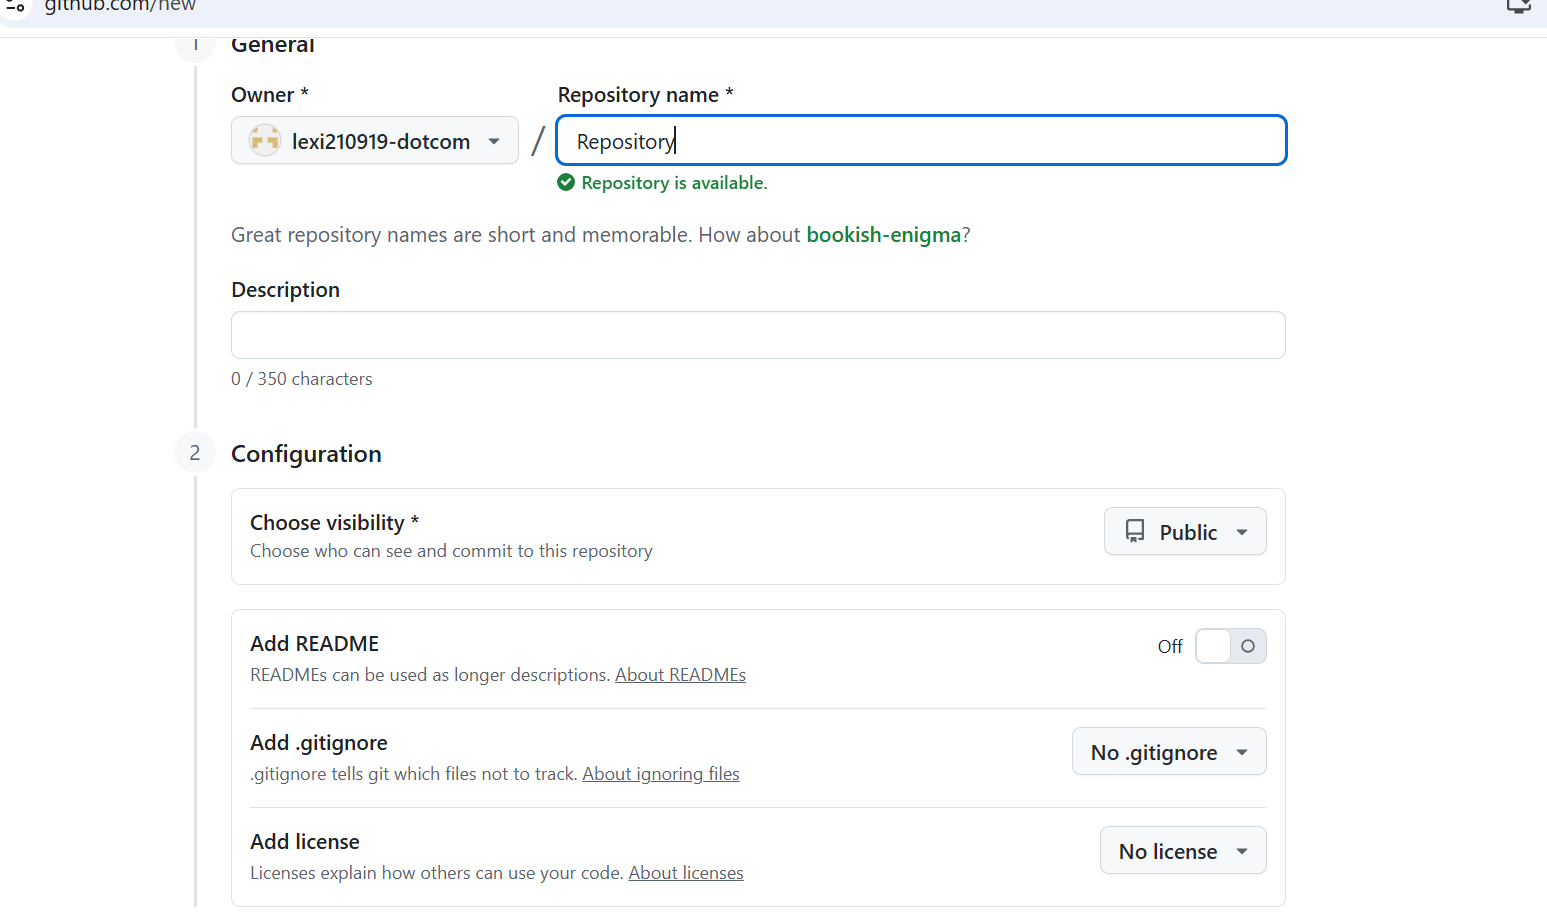 github.com/new
1
General
Owner *
Repository name *
lexi210919-dotcom
/
Repository
Repository is available.
Great repository names are short and memorable. How about bookish-enigma?
Description
0 / 350 characters
2
Configuration
Choose visibility *
Choose who can see and commit to this repository
Public
Add README
READMEs can be used as longer descriptions. About READMEs
Off
Add .gitignore
.gitignore tells git which files not to track. About ignoring files
No .gitignore
Add license
Licenses explain how others can use your code. About licenses
No license